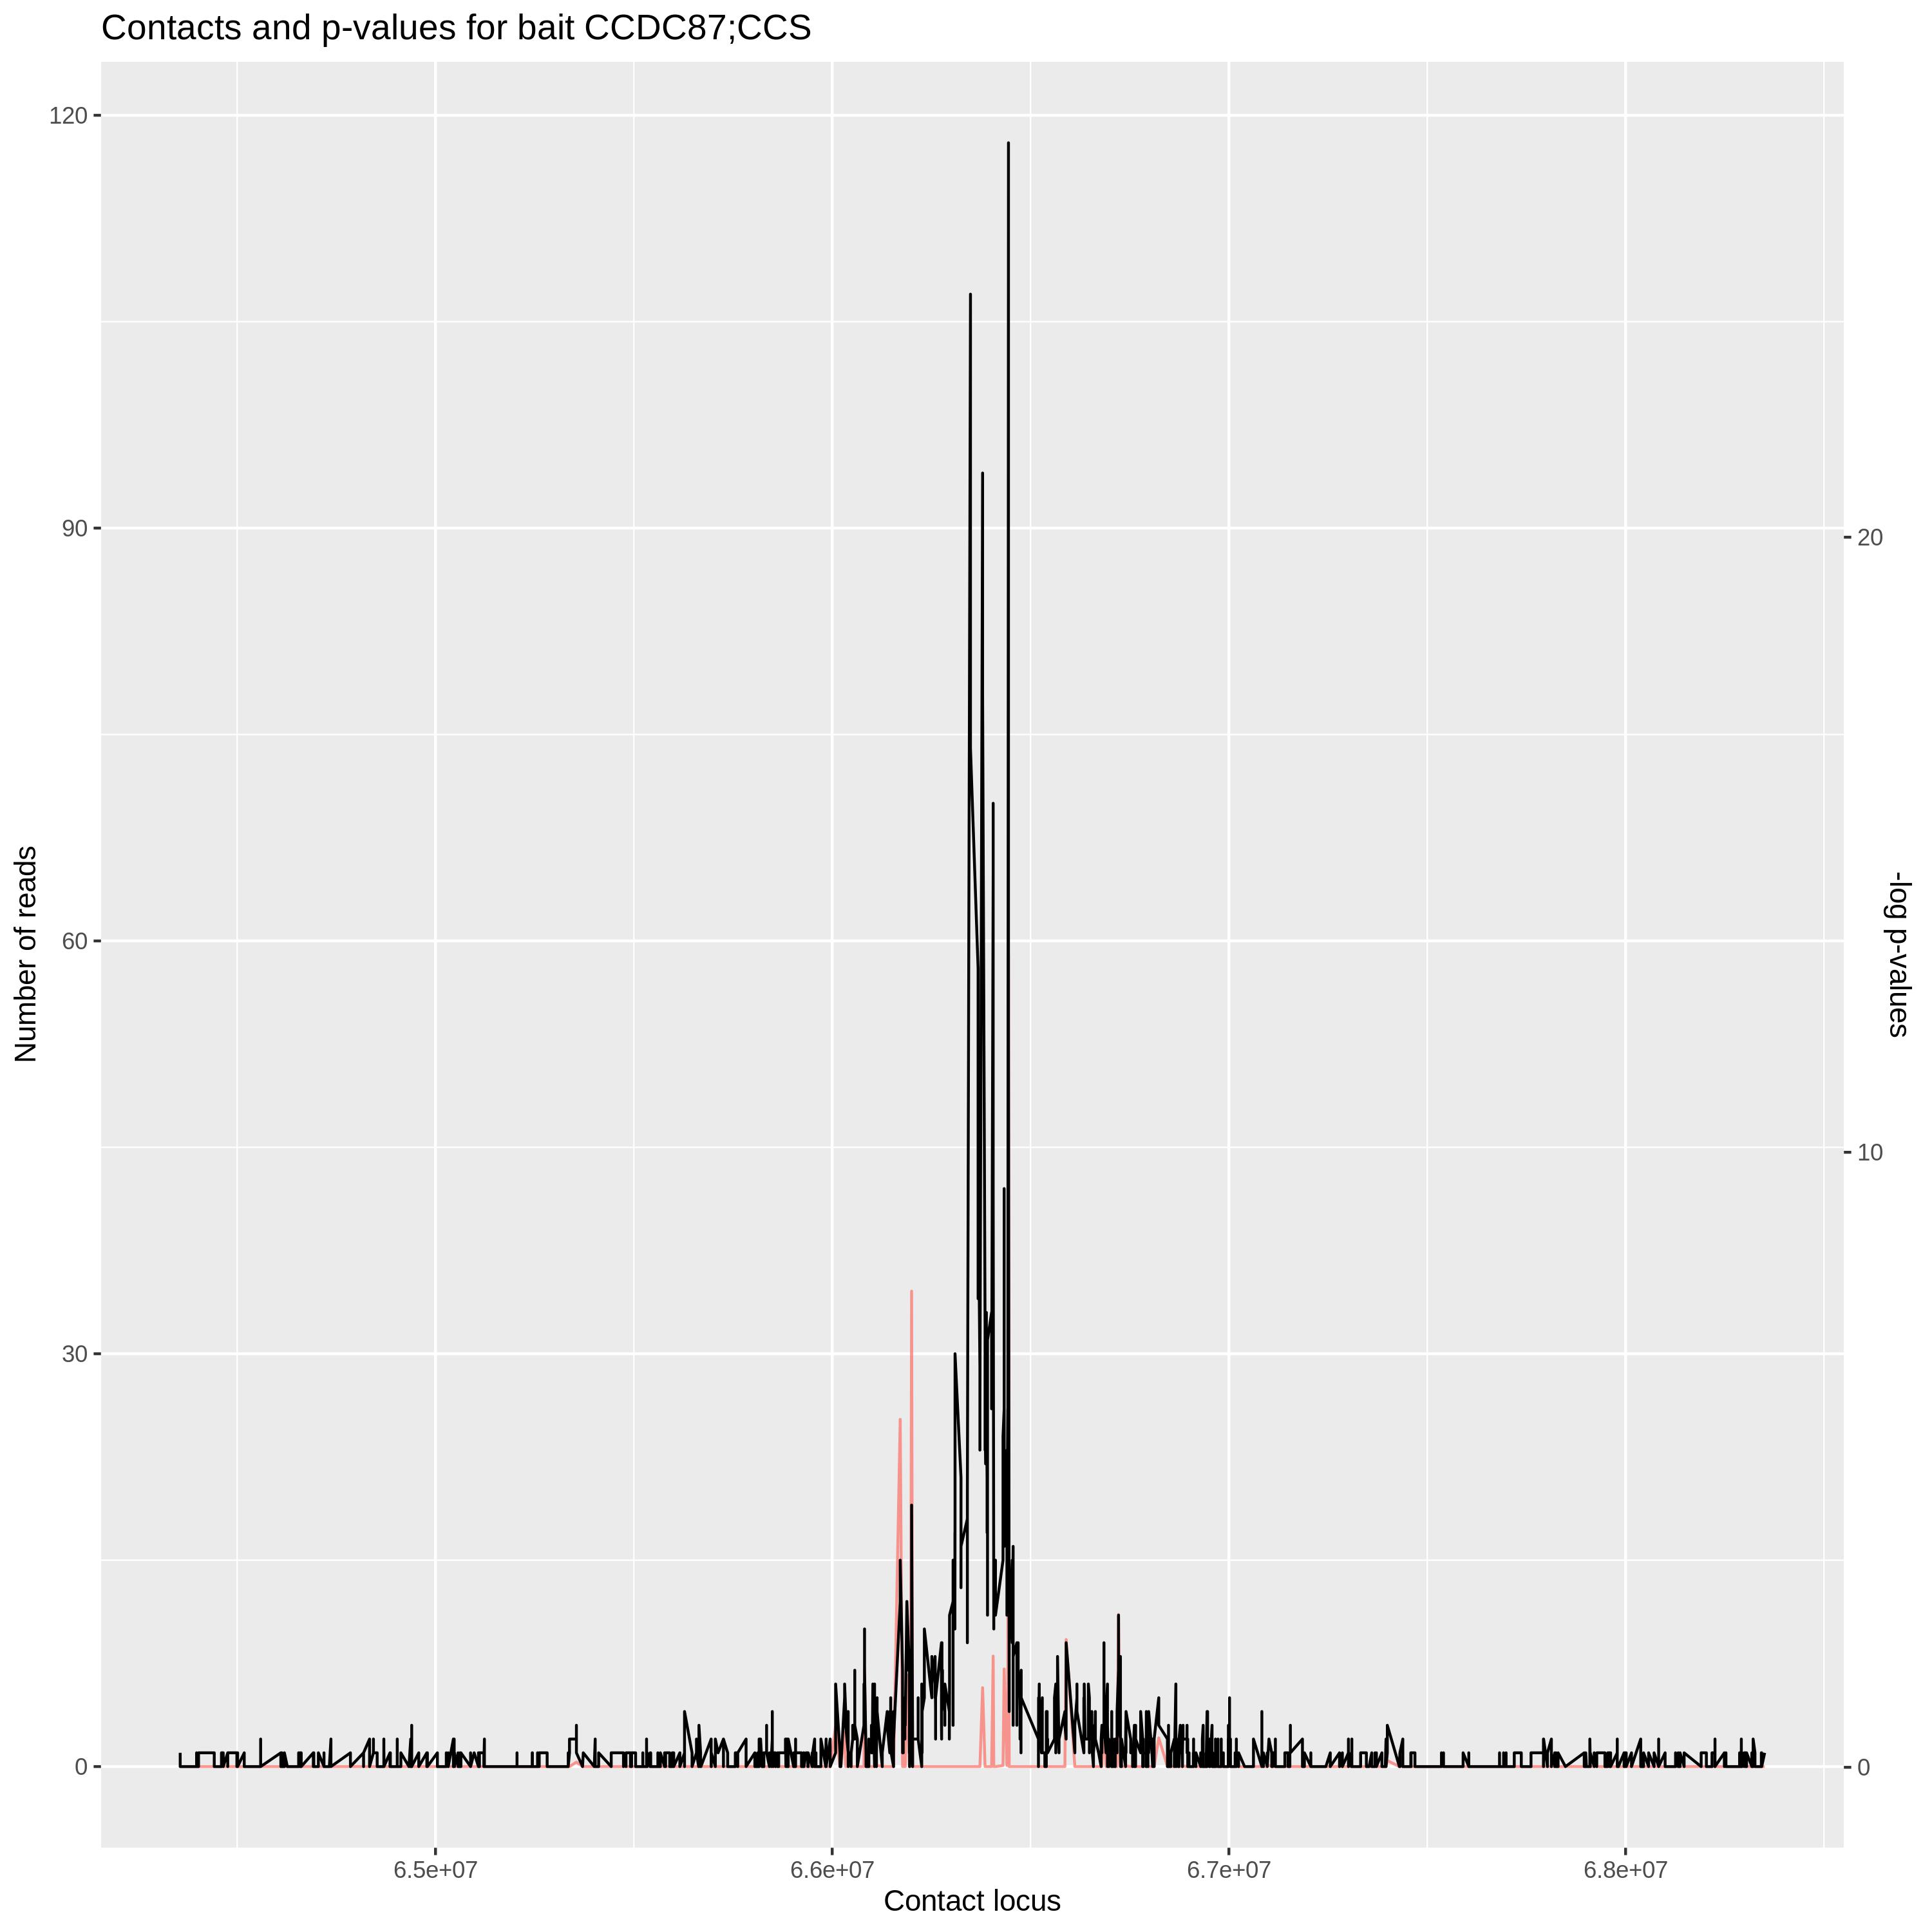 Contacts and p-values for bait CCDC87;CCS
120
90
60
30
0
Number of reads
20
10
0
-log p-values
6.5e+07
6.6e+07
6.7e+07
6.8e+07
Contact locus